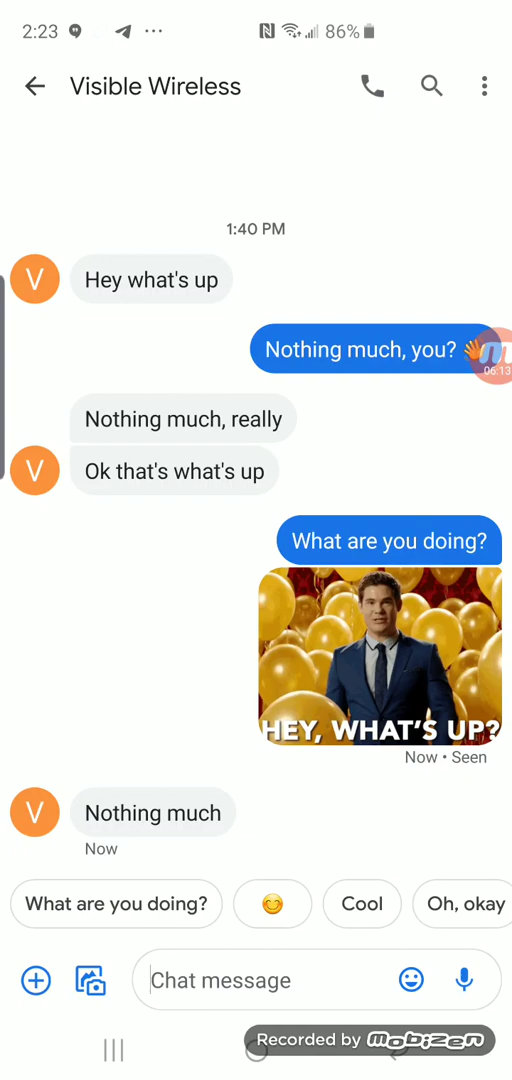 2:23
86%
Visible Wireless
1:40 PM
V
Hey what's up
Nothing much, you? 👋
06:13
Nothing much, really
V
Ok that's what's up
What are you doing?
HEY, WHAT'S UP?
Now • Seen
V
Nothing much
Now
What are you doing?
😊
Cool
Oh, okay
Chat message
Recorded by mobizen